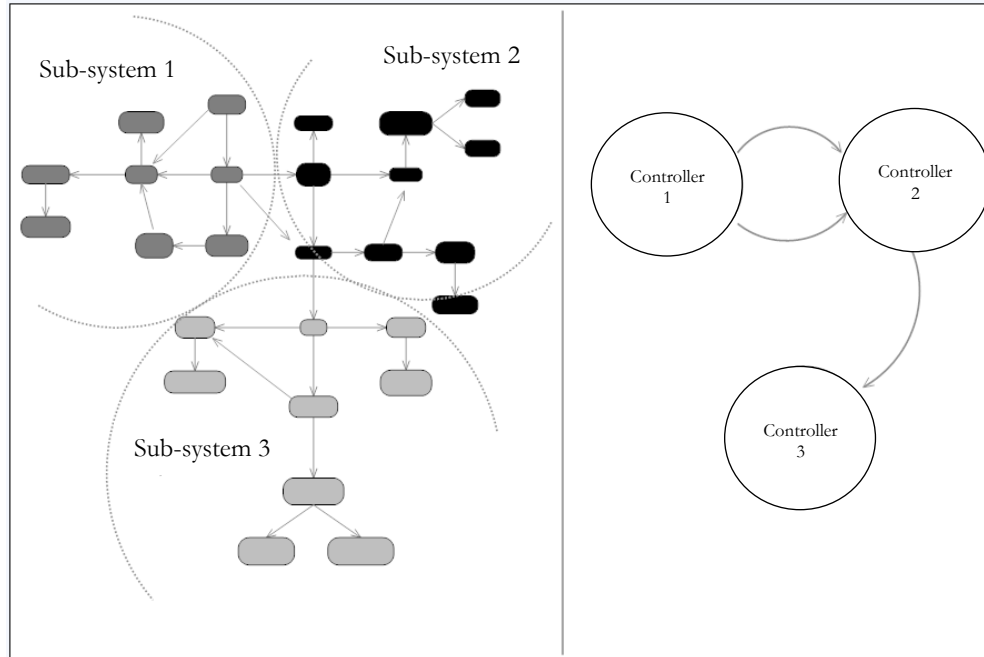 Sub-system 1
Sub-system 2
Sub-system 3
Controller
1
Controller
2
Controller
3